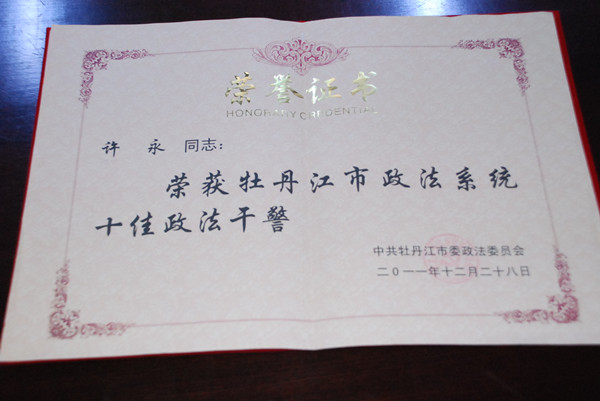 荣誉证书
HONORARY CREDENTIAL
许 永 同志:
荣获牡丹江市政法系统
十佳政法干警
中共牡丹江市委政法委员会
二0一一年十二月二十八日